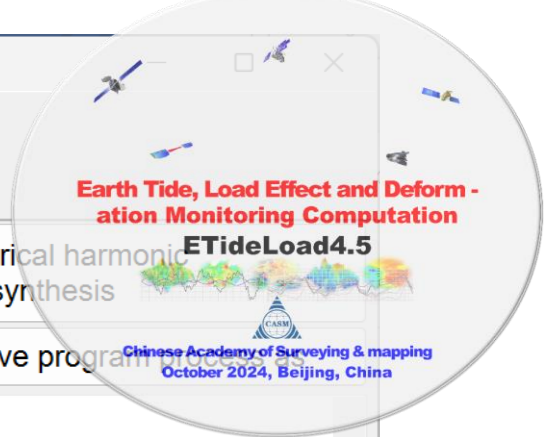 Earth Tide, Load Effect and Deform -
ation Monitoring Computation
ETideLoad4.5
rical harmonic
synthesis
CASM
ve program process as
Chinese Academy of Surveying & mapping
October 2024, Beijing, China